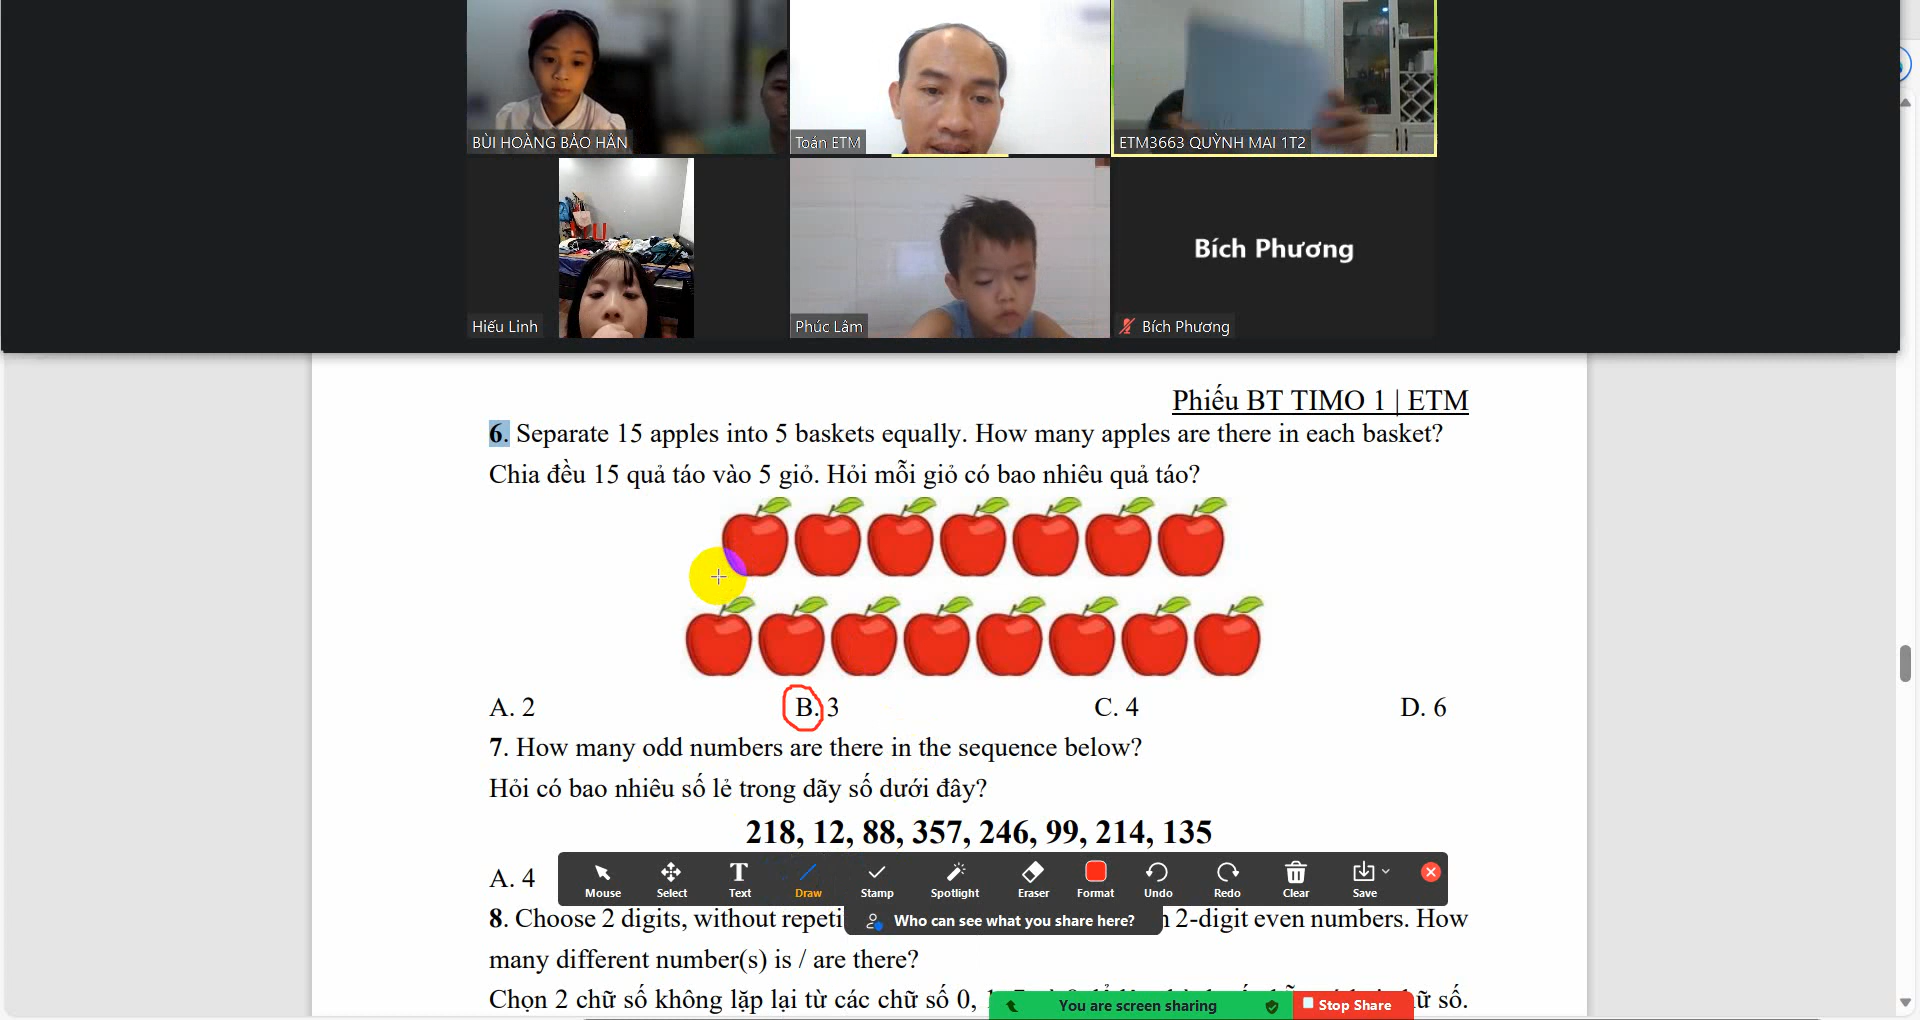 BÙI HOÀNG BẢO HÂN
Toán ETM
ETM3663 QUỲNH MAI 1T2
Hiếu Linh
Phúc Lâm
Bích Phương
Bích Phương
Phiếu BT TIMO 1 | ETM
6. Separate 15 apples into 5 baskets equally. How many apples are there in each basket?
Chia đều 15 quả táo vào 5 giỏ. Hỏi mỗi giỏ có bao nhiêu quả táo?
A. 2 B. 3 C. 4 D. 6
7. How many odd numbers are there in the sequence below?
Hỏi có bao nhiêu số lẻ trong dãy số dưới đây?
218, 12, 88, 357, 246, 99, 214, 135
A. 4
Mouse Select Text Draw Stamp Spotlight Eraser Format Undo Redo Clear Save
8. Choose 2 digits, without 2-digit even numbers. How
Who can see what you share here?
many different number(s) is / are there?
Chọn 2 chữ số không lặp lại từ các chữ số 0, chữ số.
You are screen sharing Stop Share